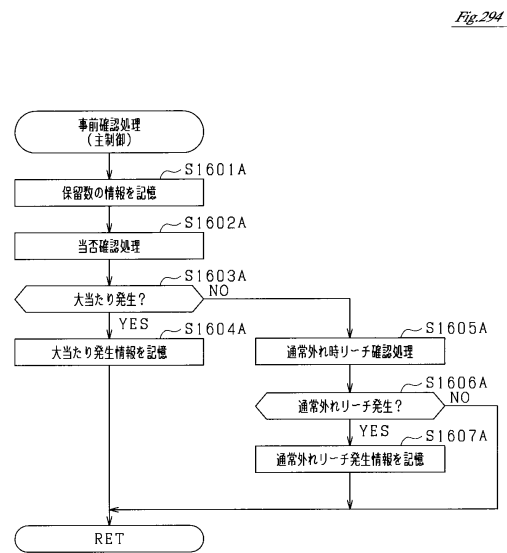 Fig.294
事前確認処理
(主制御)
S1601A
保留数の情報を記憶
S1602A
当否確認処理
S1603A
大当たり発生?
NO
YES
S1604A
大当たり発生情報を記憶
S1605A
通常外れ時リーチ確認処理
S1606A
通常外れリーチ発生?
NO
YES
S1607A
通常外れリーチ発生情報を記憶
RET